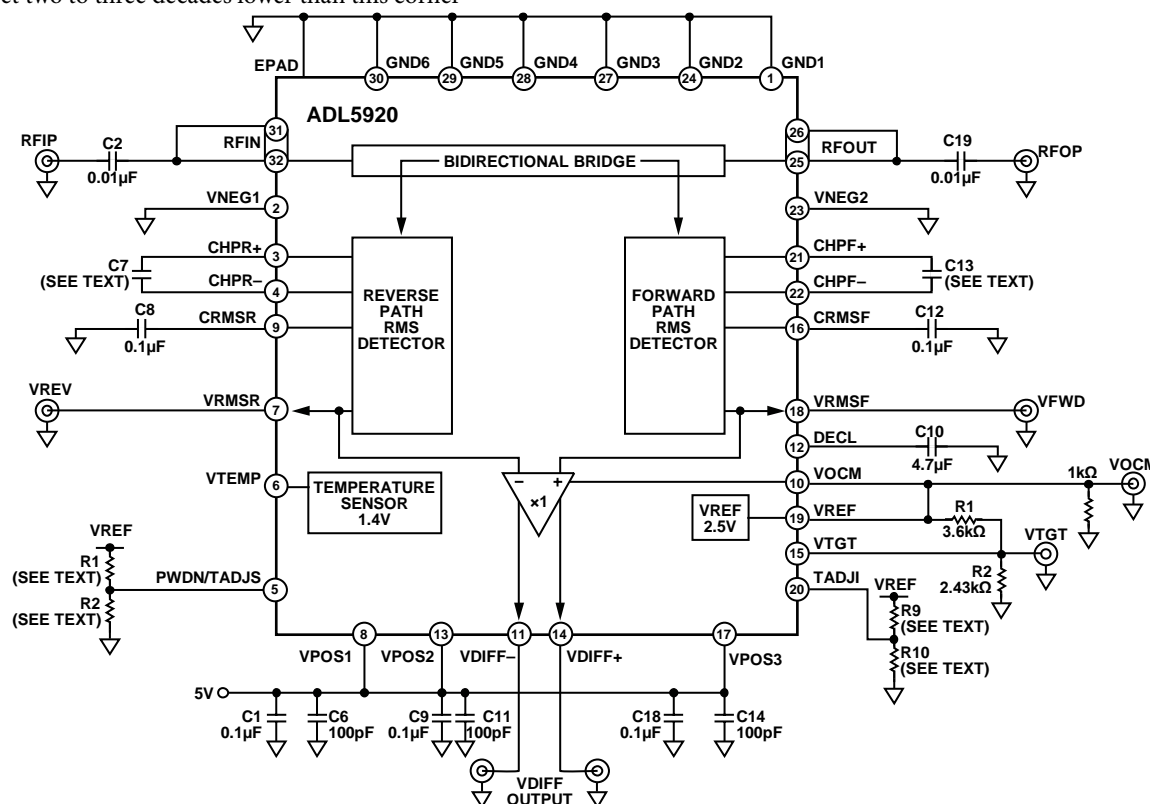 et two to three decades lower than this corner
EPAD
30
GND6
29
GND5
28
GND4
27
GND3
24
GND2
1
GND1
ADL5920
RFIP
C2
0.01µF
31
RFIN
32
BIDIRECTIONAL BRIDGE
26
RFOUT
25
C19
0.01µF
RFOP
VNEG1
2
23
VNEG2
CHPR+
3
C7
(SEE TEXT)
CHPR–
4
C8
0.1µF
CRMSR
9
REVERSE
PATH
RMS
DETECTOR
FORWARD
PATH
RMS
DETECTOR
21
CHPF+
22
CHPF–
C13
(SEE TEXT)
16
CRMSF
C12
0.1µF
VREV
VRMSR
7
18
VRMSF
VFWD
12
DECL
C10
4.7µF
VTEMP
6
TEMPERATURE
SENSOR
1.4V
–
+
×1
10
VOCM
1kΩ
VOCM
VREF
2.5V
19
VREF
R1
3.6kΩ
15
VTGT
VTGT
R2
2.43kΩ
VREF
R1
(SEE TEXT)
R2
(SEE TEXT)
PWDN/TADJS
5
20
TADJI
VREF
R9
(SEE TEXT)
R10
(SEE TEXT)
8
VPOS1
13
VPOS2
11
VDIFF–
14
VDIFF+
17
VPOS3
5V
C1
0.1µF
C6
100pF
C9
0.1µF
C11
100pF
C18
0.1µF
C14
100pF
VDIFF
OUTPUT